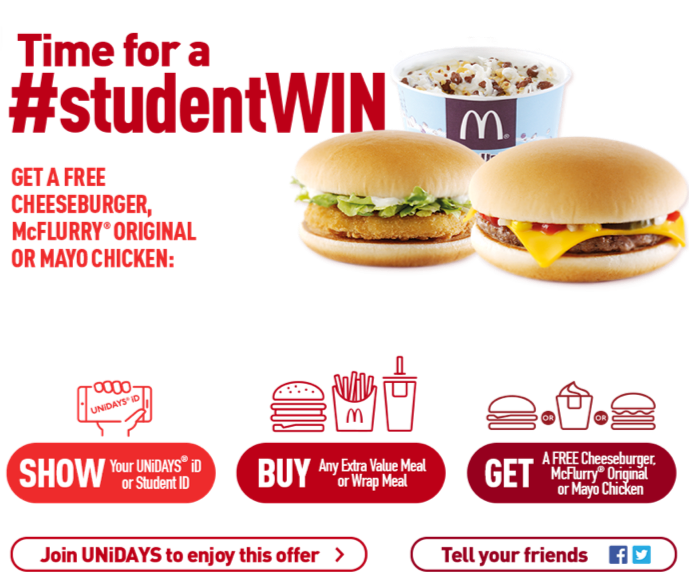 Time for a
#studentWIN
GET A FREE
CHEESEBURGER,
McFLURRY® ORIGINAL
OR MAYO CHICKEN:
UNiDAYS® iD
OR
OR
SHOW Your UNiDAYS® iD
or Student ID
BUY Any Extra Value Meal
or Wrap Meal
GET A FREE Cheeseburger,
McFlurry® Original
or Mayo Chicken
Join UNiDAYS to enjoy this offer >
Tell your friends